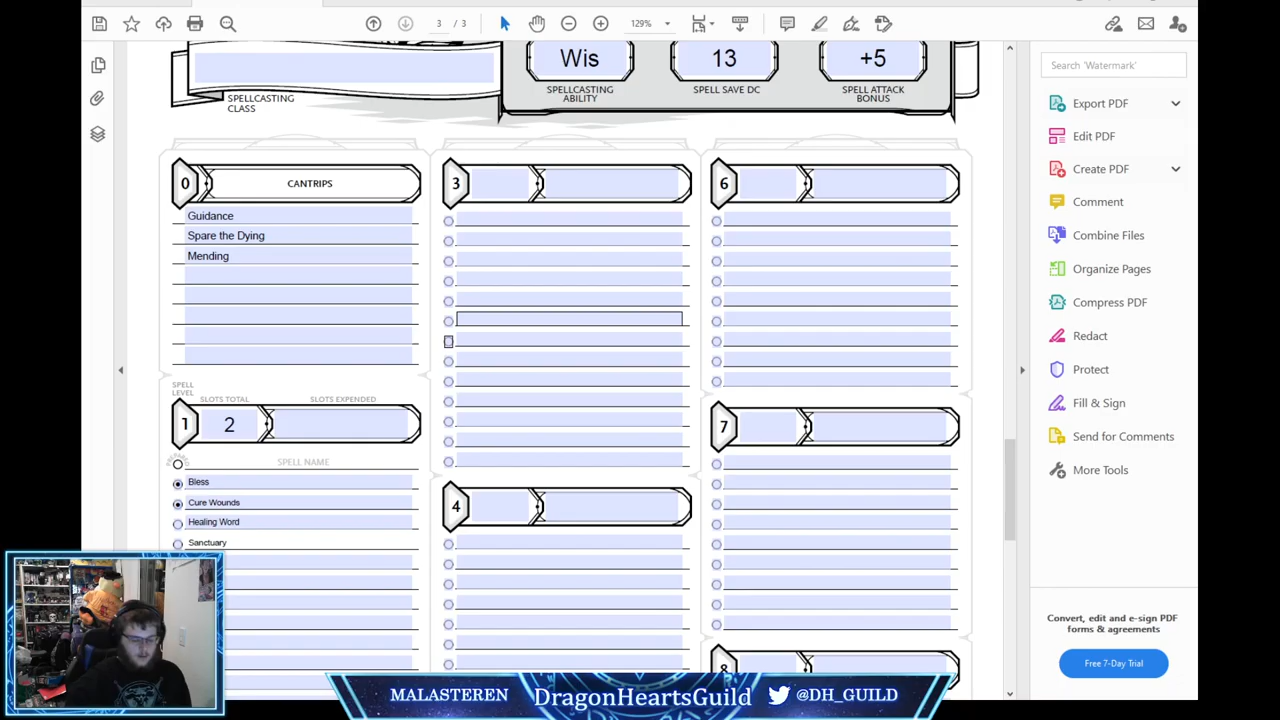 3 / 3
129%
Search 'Watermark'
Wis
13
+5
SPELLCASTING
CLASS
SPELLCASTING
ABILITY
SPELL SAVE DC
SPELL ATTACK
BONUS
0
CANTRIPS
Guidance
Spare the Dying
Mending
SPELL
LEVEL
SLOTS TOTAL
SLOTS EXPENDED
1
2
SPELL NAME
Bless
Cure Wounds
Healing Word
Sanctuary
3
4
6
7
8
Export PDF
Edit PDF
Create PDF
Comment
Combine Files
Organize Pages
Compress PDF
Redact
Protect
Fill & Sign
Send for Comments
More Tools
Convert, edit and e-sign PDF
forms & agreements
Free 7-Day Trial
MALASTEREN
DragonHeartsGuild
@DH_GUILD